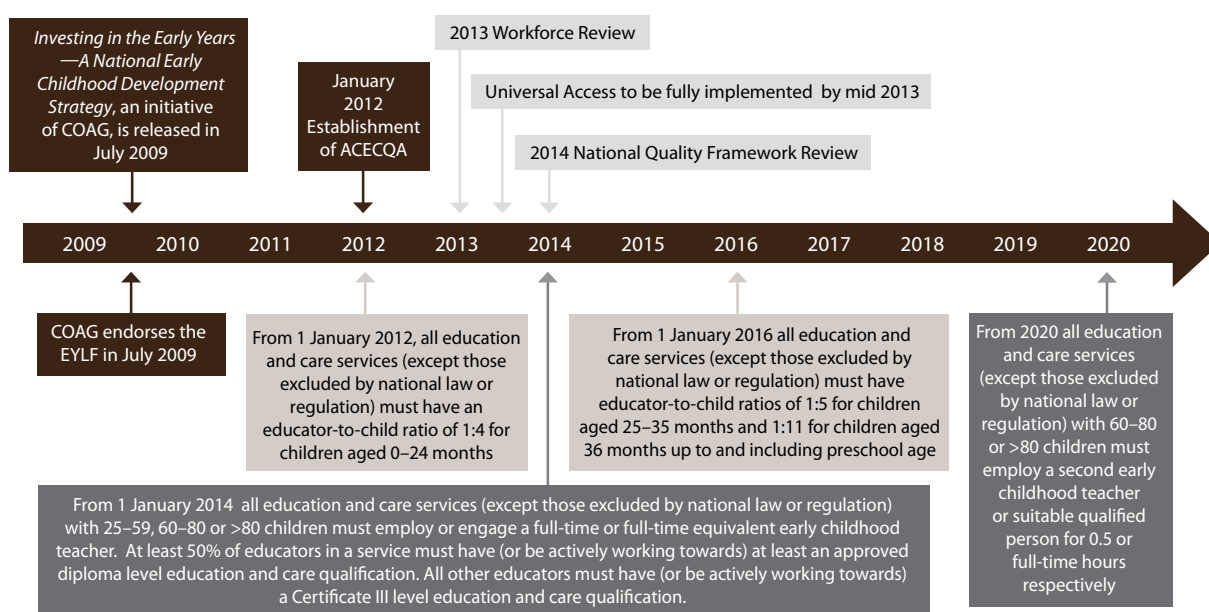 Investing in the Early Years
—A National Early
Childhood Development
Strategy, an initiative
of COAG, is released in
July 2009
January
2012
Establishment
of ACECQA
2013 Workforce Review
Universal Access to be fully implemented by mid 2013
2014 National Quality Framework Review
2009 2010 2011 2012 2013 2014 2015 2016 2017 2018 2019 2020
COAG endorses the
EYLF in July 2009
From 1 January 2012, all education
and care services (except those
excluded by national law or
regulation) must have an
educator-to-child ratio of 1:4 for
children aged 0–24 months
From 1 January 2016 all education and
care services (except those excluded by
national law or regulation) must have
educator-to-child ratios of 1:5 for children
aged 25–35 months and 1:11 for children aged
36 months up to and including preschool age
From 2020 all education
and care services
(except those excluded
by national law or
regulation) with 60–80
or >80 children must
employ a second early
childhood teacher
or suitable qualified
person for 0.5 or
full-time hours
respectively
From 1 January 2014 all education and care services (except those excluded by national law or regulation)
with 25–59, 60–80 or >80 children must employ or engage a full-time or full-time equivalent early childhood
teacher. At least 50% of educators in a service must have (or be actively working towards) at least an approved
diploma level education and care qualification. All other educators must have (or be actively working towards)
a Certificate III level education and care qualification.